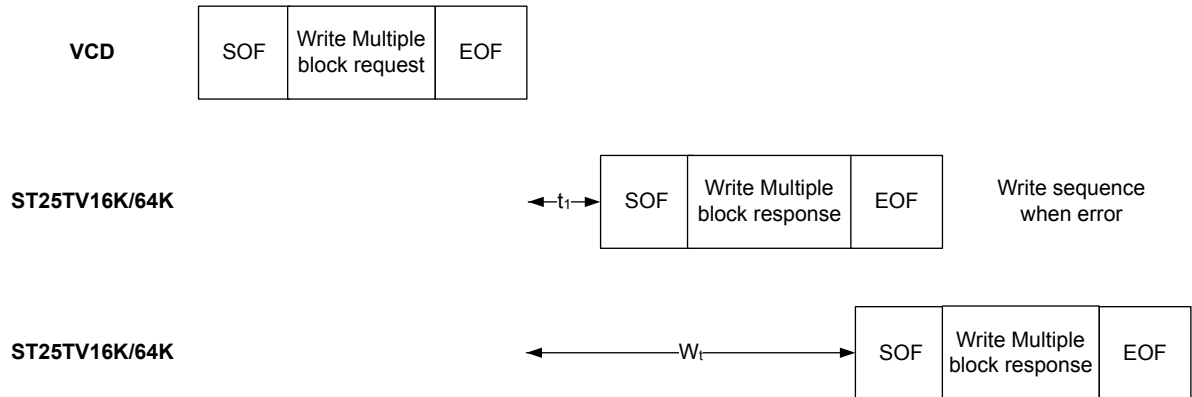 VCD
SOF
Write Multiple
block request
EOF
ST25TV16K/64K
t1
SOF
Write Multiple
block response
EOF
Write sequence
when error
ST25TV16K/64K
Wt
SOF
Write Multiple
block response
EOF